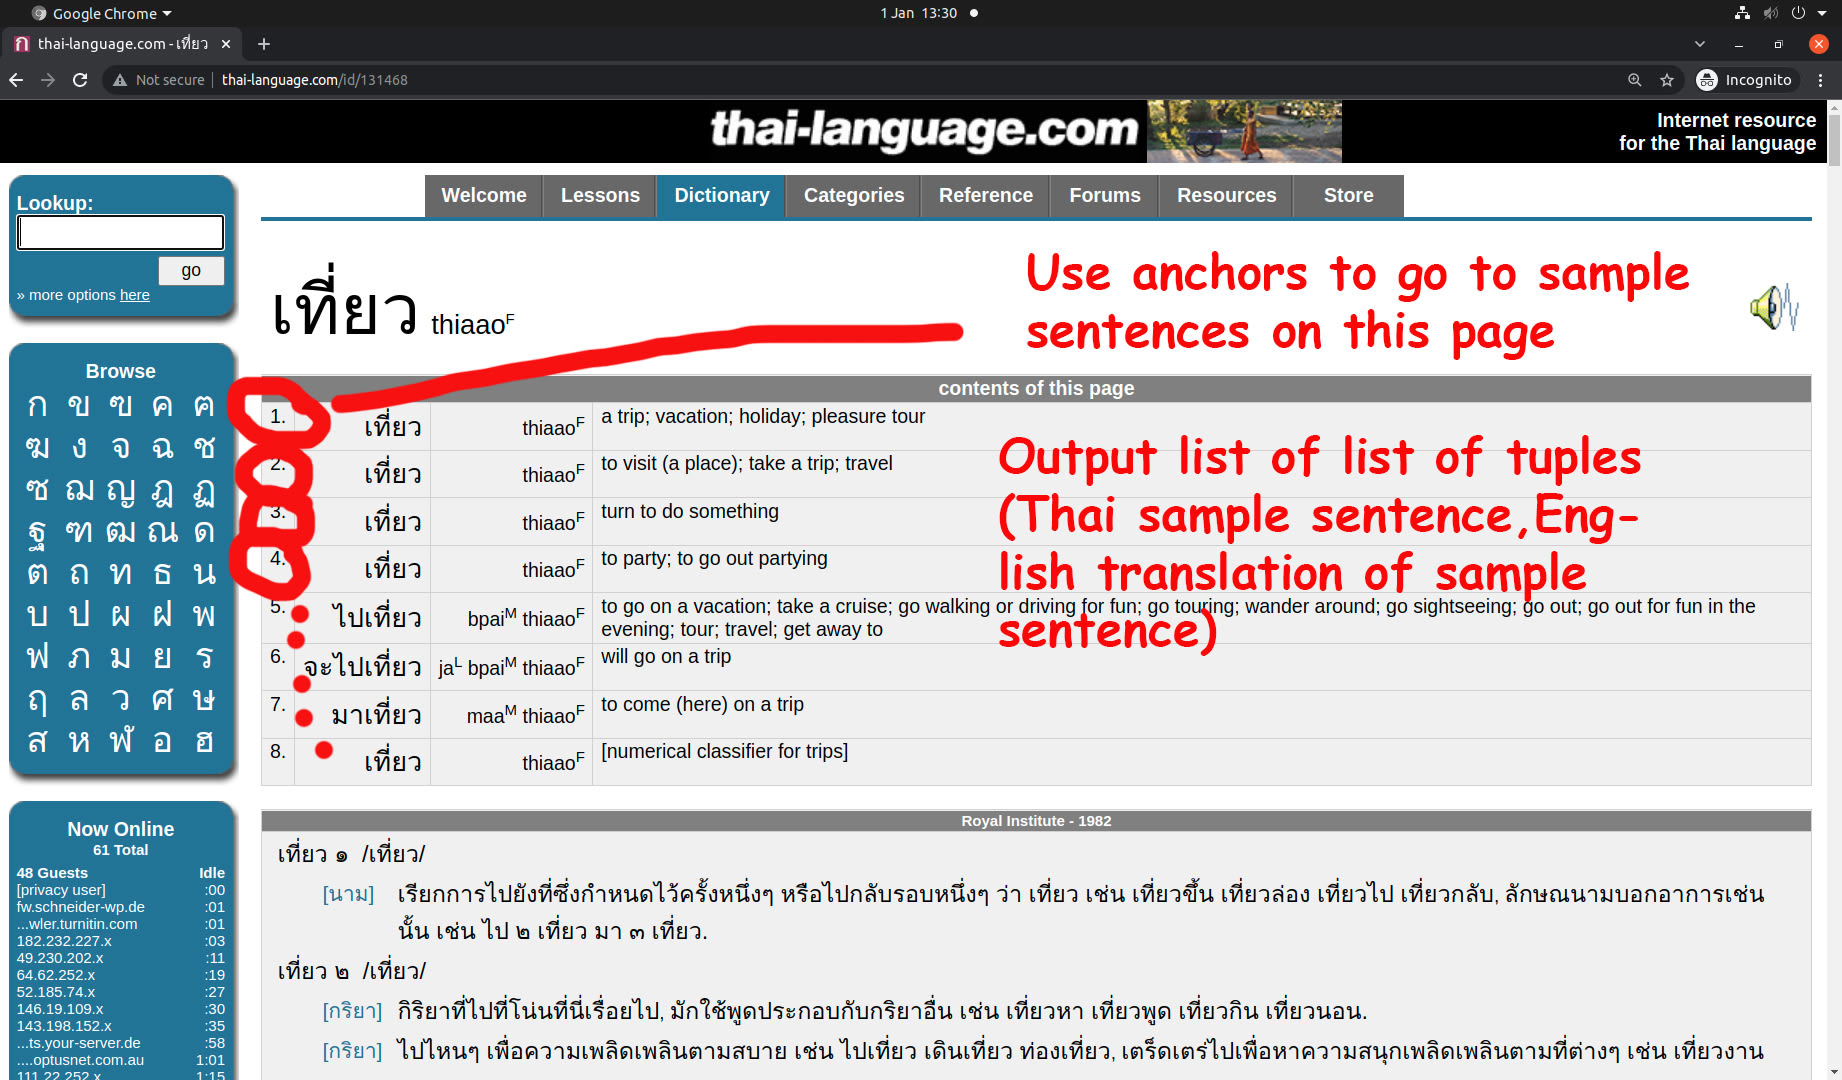 Google Chrome
1 Jan 13:30
thai-language.com - เที่ยว
Not secure
thai-language.com/id/131468
Incognito
thai-language.com
Internet resource
for the Thai language
Lookup:
go
» more options here
Welcome Lessons Dictionary Categories Reference Forums Resources Store
เที่ยว thiaaoF
Use anchors to go to sample
sentences on this page
Browse
ก ข ฃ ค ฅ
ฆ ง จ ฉ ช
ซ ฌ ญ ฎ ฏ
ฐ ฑ ฒ ณ ด
ต ถ ท ธ น
บ ป ผ ฝ พ
ฟ ภ ม ย ร
ฤ ล ว ศ ษ
ส ห ฬ อ ฮ
contents of this page
1. เที่ยว thiaaoF a trip; vacation; holiday; pleasure tour
2. เที่ยว thiaaoF to visit (a place); take a trip; travel
3. เที่ยว thiaaoF turn to do something
4. เที่ยว thiaaoF to party; to go out partying
5. ไปเที่ยว bpaiM thiaaoF to go on a vacation; take a cruise; go walking or driving for fun; go touring; wander around; go sightseeing; go out; go out for fun in the
evening; tour; travel; get away to
6. จะไปเที่ยว jaL bpaiM thiaaoF will go on a trip
7. มาเที่ยว maaM thiaaoF to come (here) on a trip
8. เที่ยว thiaaoF [numerical classifier for trips]
Output list of list of tuples
(Thai sample sentence,Eng-
lish translation of sample
sentence)
Now Online
61 Total
48 Guests Idle
[privacy user] :00
fw.schneider-wp.de :01
...wler.turnitin.com :01
182.232.227.x :03
49.230.202.x :11
64.62.252.x :19
52.185.74.x :27
146.19.109.x :30
143.198.152.x :35
...ts.your-server.de :58
....optusnet.com.au 1:01
111.22.252.x 1:15
Royal Institute - 1982
เที่ยว ๑ /เที่ยว/
[นาม] เรียกการไปยังที่ซึ่งกำหนดไว้ครั้งหนึ่งๆ หรือไปกลับรอบหนึ่งๆ ว่า เที่ยว เช่น เที่ยวขึ้น เที่ยวล่อง เที่ยวไป เที่ยวกลับ, ลักษณนามบอกอาการเช่น
นั้น เช่น ไป ๒ เที่ยว มา ๓ เที่ยว.
เที่ยว ๒ /เที่ยว/
[กริยา] กิริยาที่ไปที่โน่นที่นี่เรื่อยไป, มักใช้พูดประกอบกับกริยาอื่น เช่น เที่ยวหา เที่ยวพูด เที่ยวกิน เที่ยวนอน.
[กริยา] ไปไหนๆ เพื่อความเพลิดเพลินตามสบาย เช่น ไปเที่ยว เดินเที่ยว ท่องเที่ยว, เตร็ดเตร่ไปเพื่อหาความสนุกเพลิดเพลินตามที่ต่างๆ เช่น เที่ยวงาน